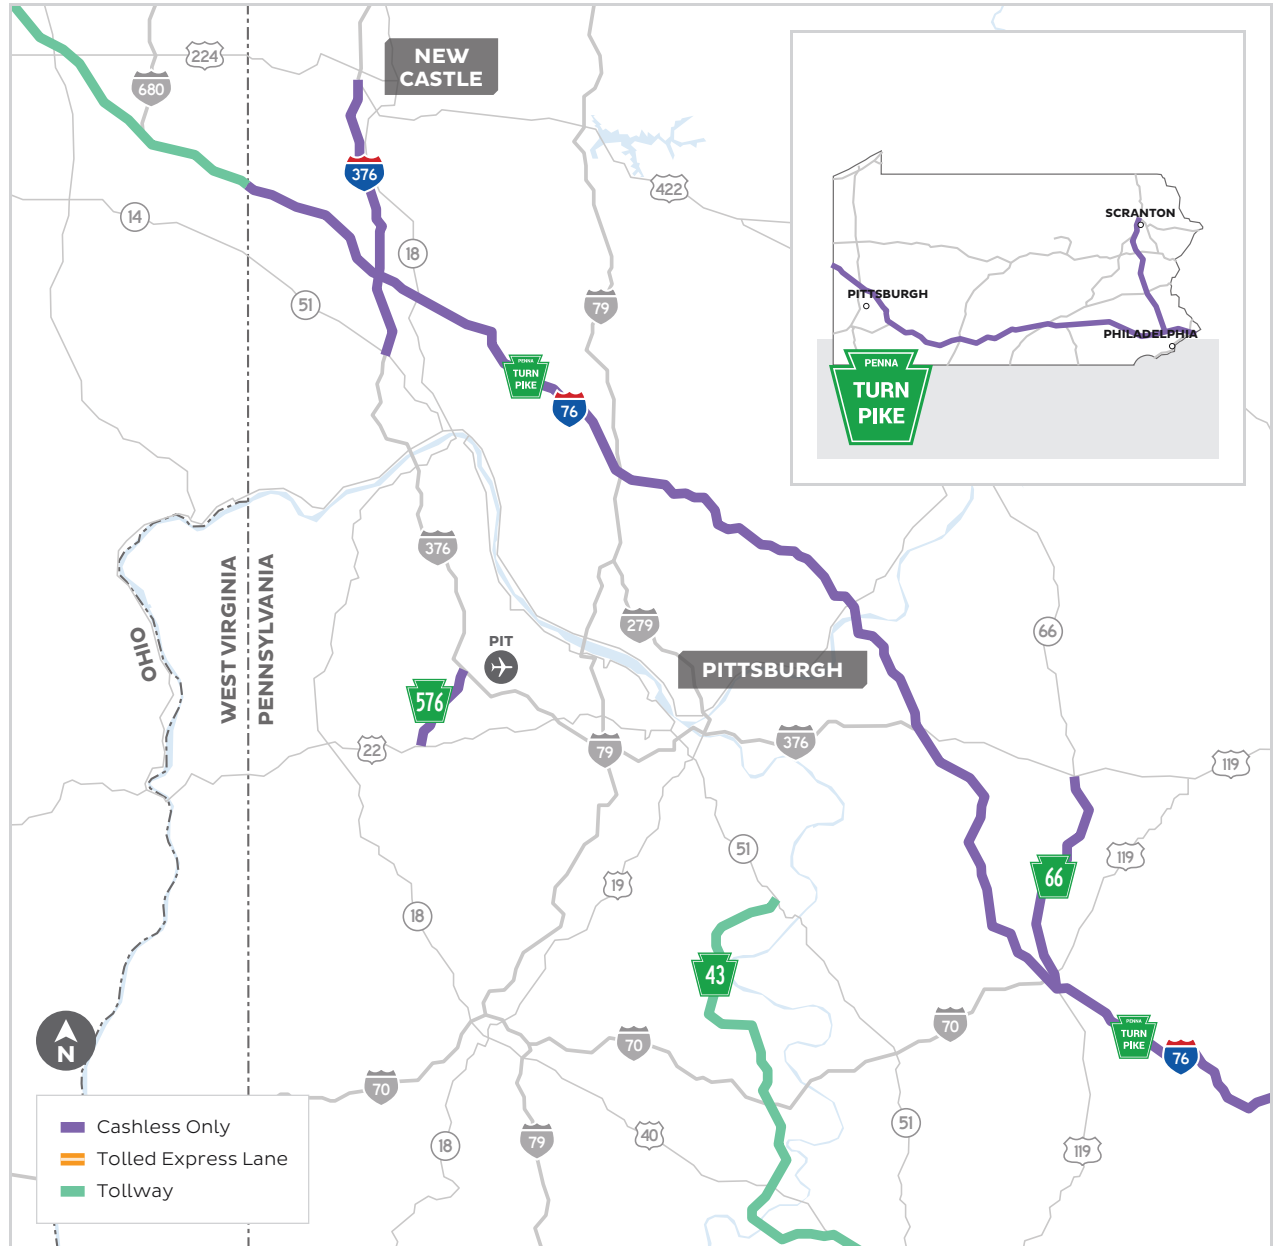 224
NEW
CASTLE
680
376
422
14
18
51
79
PENNA
TURN
PIKE
76
SCRANTON
PITTSBURGH
PHILADELPHIA
PENNA
TURN
PIKE
376
WEST VIRGINIA
PENNSYLVANIA
OHIO
279
66
PIT
PITTSBURGH
576
22
79
376
119
51
119
66
19
18
43
N
70
70
PENNA
TURN
PIKE
76
70
40
51
79
18
119
Cashless Only
Tolled Express Lane
Tollway